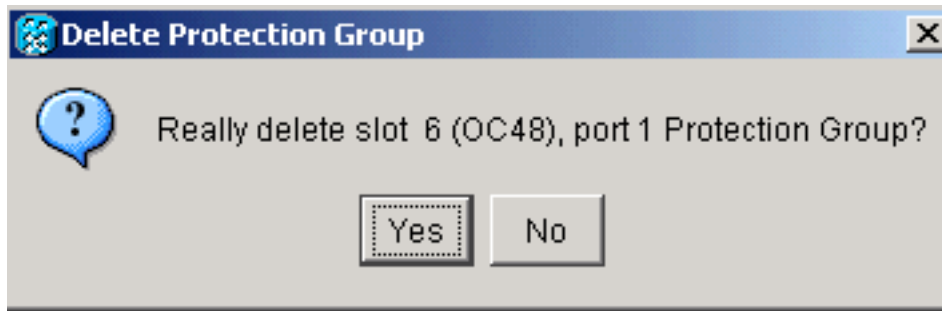 Delete Protection Group
Really delete slot 6 (OC48), port 1 Protection Group?
Yes
No